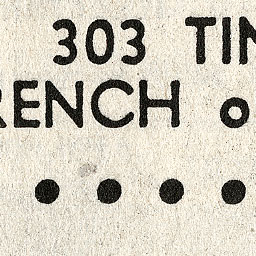 303 TIN
RENCH o
• • • •